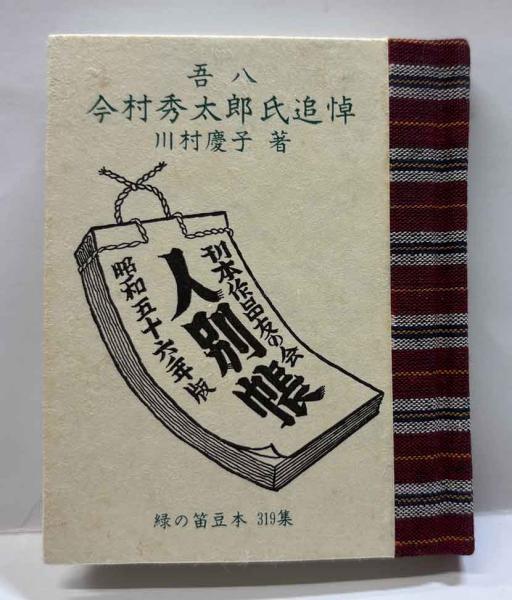 吾八
今村秀太郎氏追悼
川村慶子 著
刊本作品友の会
人別帳
昭和五十六年版
緑の笛豆本 319集